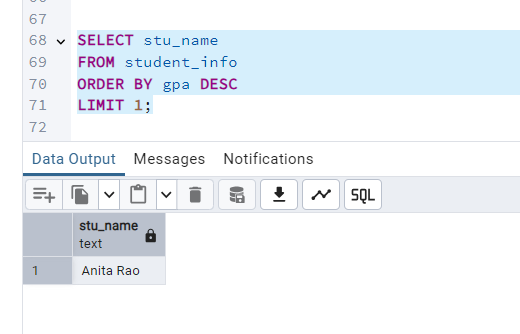 67
68 SELECT stu_name
69 FROM student_info
70 ORDER BY gpa DESC
71 LIMIT 1;
72
Data Output Messages Notifications
SQL
stu_name
text
1 Anita Rao